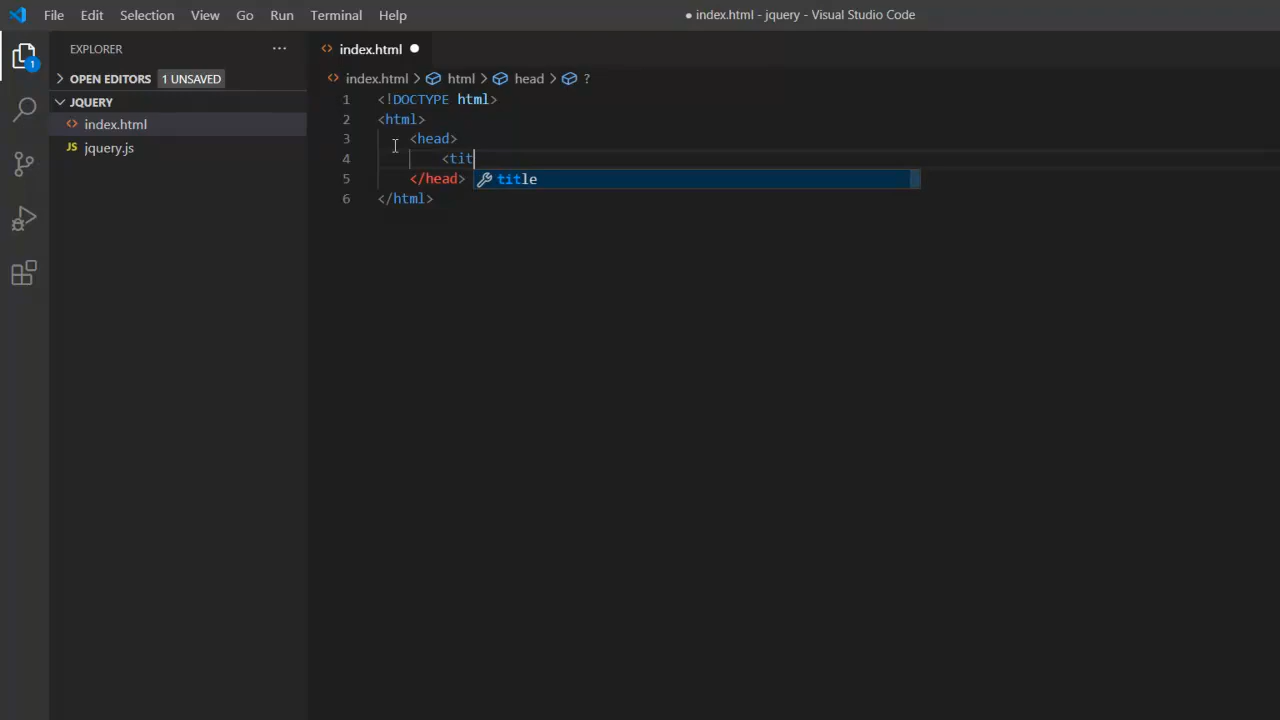 File Edit Selection View Go Run Terminal Help ● index.html - jquery - Visual Studio Code
EXPLORER ··· index.html ●
1
OPEN EDITORS 1 UNSAVED index.html > html > head > ?
JQUERY
index.html
jquery.js
1 <!DOCTYPE html>
2 <html>
3 <head>
4 <tit
5 </head> title
6 </html>